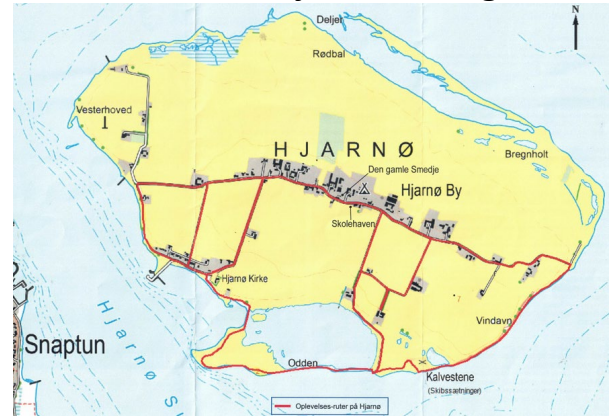 Deljer
Rødbal
N
Vesterhoved
HJARNØ
Bregnholt
Den gamle Smedje
Hjarnø By
Skolehaven
Hjarnø Kirke
Vindavn
Snaptun
Odden
Kalvestene
(Skibssætninger)
Oplevelses-ruter på Hjarnø